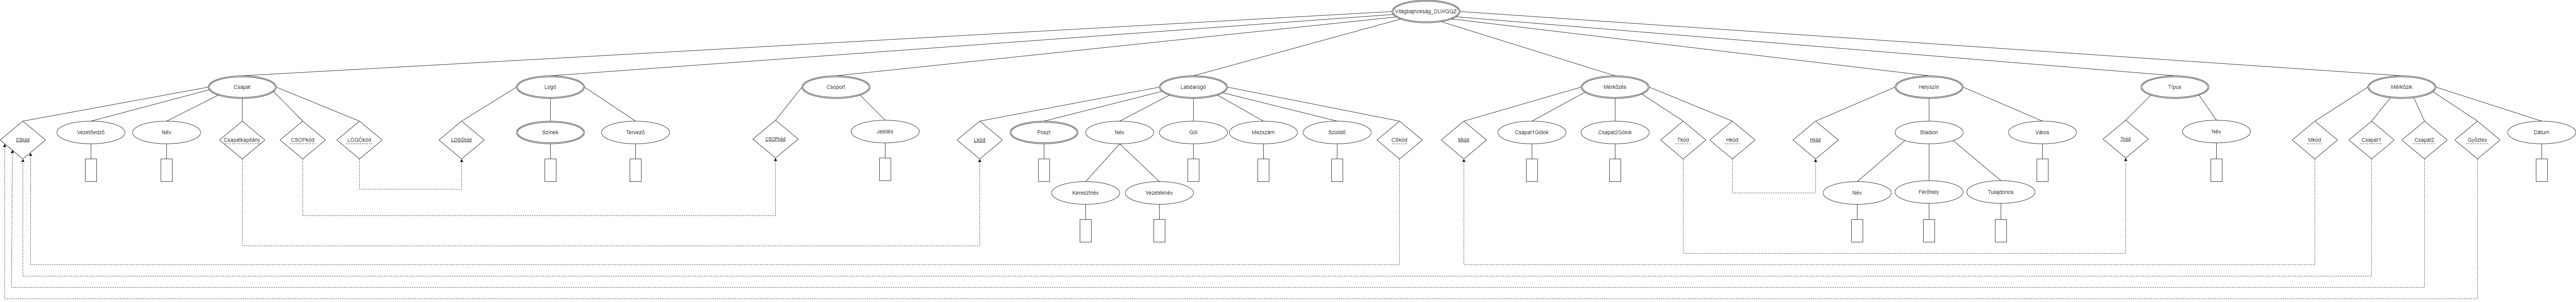 Világbajnokság_DLWGQZ
Csapat
Logó
Csoport
Labdarúgó
Mérkőzés
Helyszín
Típus
Mérkőzik
CSkód
Vezetőedző
Név
Csapatkapitány
CSOPkód
LOGÓkód
LOGÓkód
Színek
Tervező
CSOPkód
Jelölés
Lkód
Poszt
Név
Gól
Mezszám
Szülidő
CSkód
Mkód
Csapat1Gólok
Csapat2Gólok
Tkód
Hkód
Hkód
Stadion
Város
Tkód
Név
Mkód
Csapat1
Csapat2
Győztes
Dátum
Keresztnév
Vezetéknév
Név
Férőhely
Tulajdonos